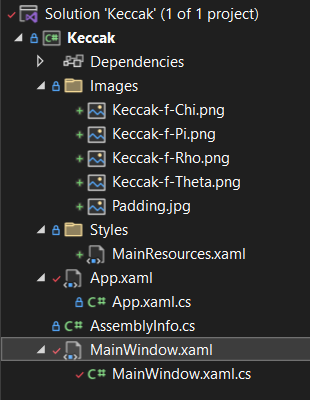 Solution 'Keccak' (1 of 1 project)
C# Keccak
Dependencies
Images
Keccak-f-Chi.png
Keccak-f-Pi.png
Keccak-f-Rho.png
Keccak-f-Theta.png
Padding.jpg
Styles
MainResources.xaml
App.xaml
C# App.xaml.cs
C# AssemblyInfo.cs
MainWindow.xaml
C# MainWindow.xaml.cs